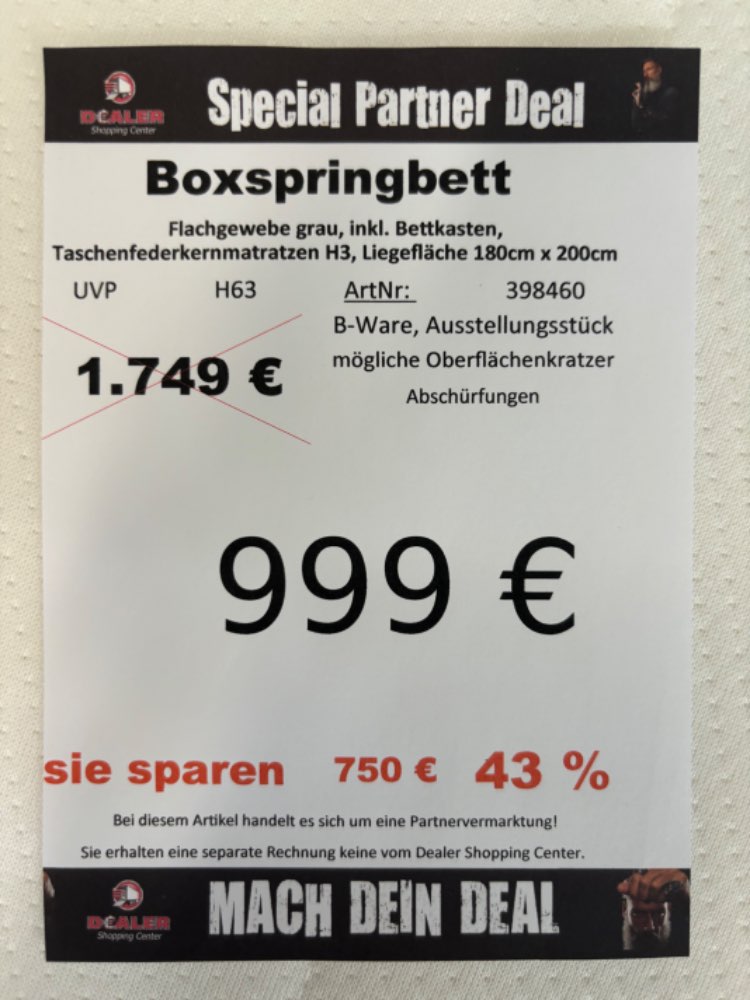 DEALER
Shopping Center
Special Partner Deal
Boxspringbett
Flachgewebe grau, inkl. Bettkasten,
Taschenfederkernmatratzen H3, Liegefläche 180cm x 200cm
UVP H63 ArtNr: 398460
B-Ware, Ausstellungsstück
1.749 €
mögliche Oberflächenkratzer
Abschürfungen
999 €
sie sparen 750 € 43 %
Bei diesem Artikel handelt es sich um eine Partnervermarktung!
Sie erhalten eine separate Rechnung keine vom Dealer Shopping Center.
DEALER
Shopping Center
MACH DEIN DEAL